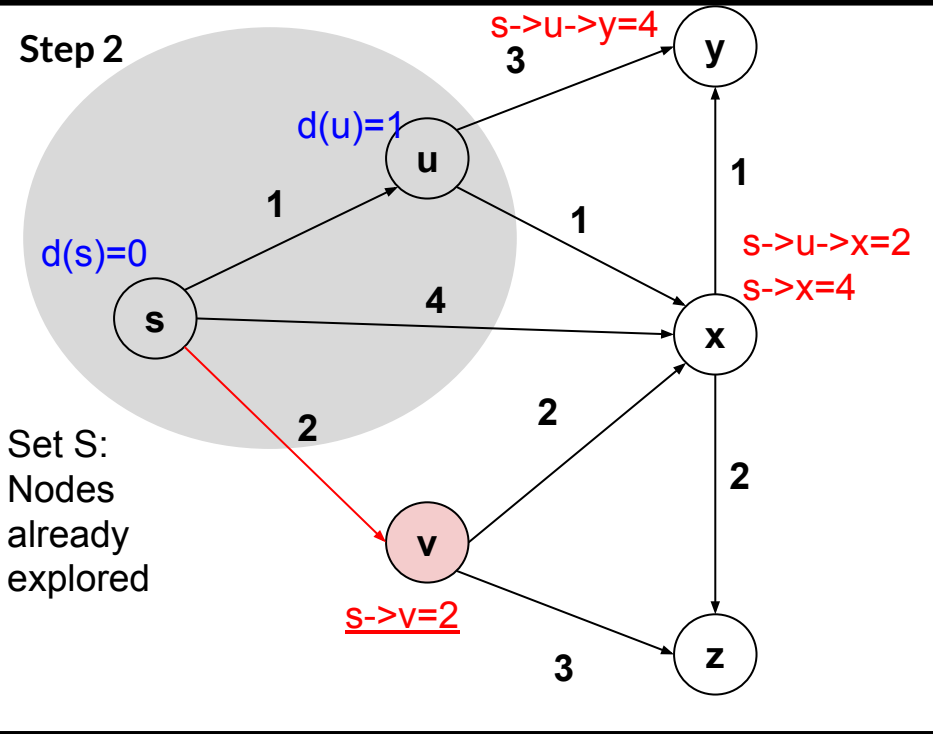 Step 2
s->u->y=4
3
y
d(u)=1
u
1
1
1
d(s)=0
s->u->x=2
s->x=4
s
4
x
2
2
Set S:
Nodes
already
explored
2
v
s->v=2
3
z